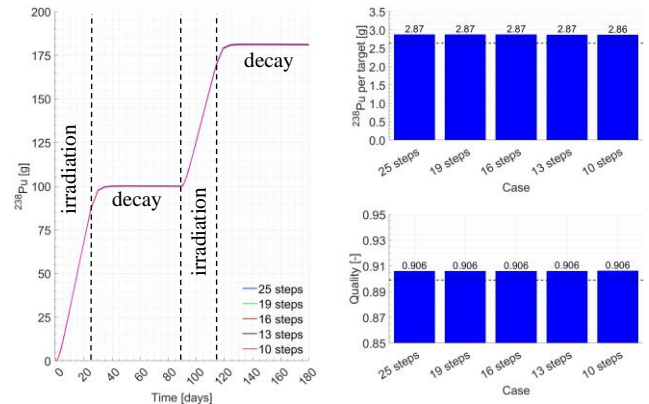 200
175
150
125
100
75
50
25
0
²³⁸Pu [g]
irradiation
decay
irradiation
decay
25 steps
19 steps
16 steps
13 steps
10 steps
0 20 40 60 80 100 120 140 160 180
Time [days]
3.5
3.0
2.5
2.0
1.5
1.0
0.5
0.0
²³⁸Pu per target [g]
2.87 2.87 2.87 2.87 2.86
25 steps 19 steps 16 steps 13 steps 10 steps
Case
0.95
0.93
0.91
0.89
0.87
0.85
Quality [-]
0.906 0.906 0.906 0.906 0.906
25 steps 19 steps 16 steps 13 steps 10 steps
Case